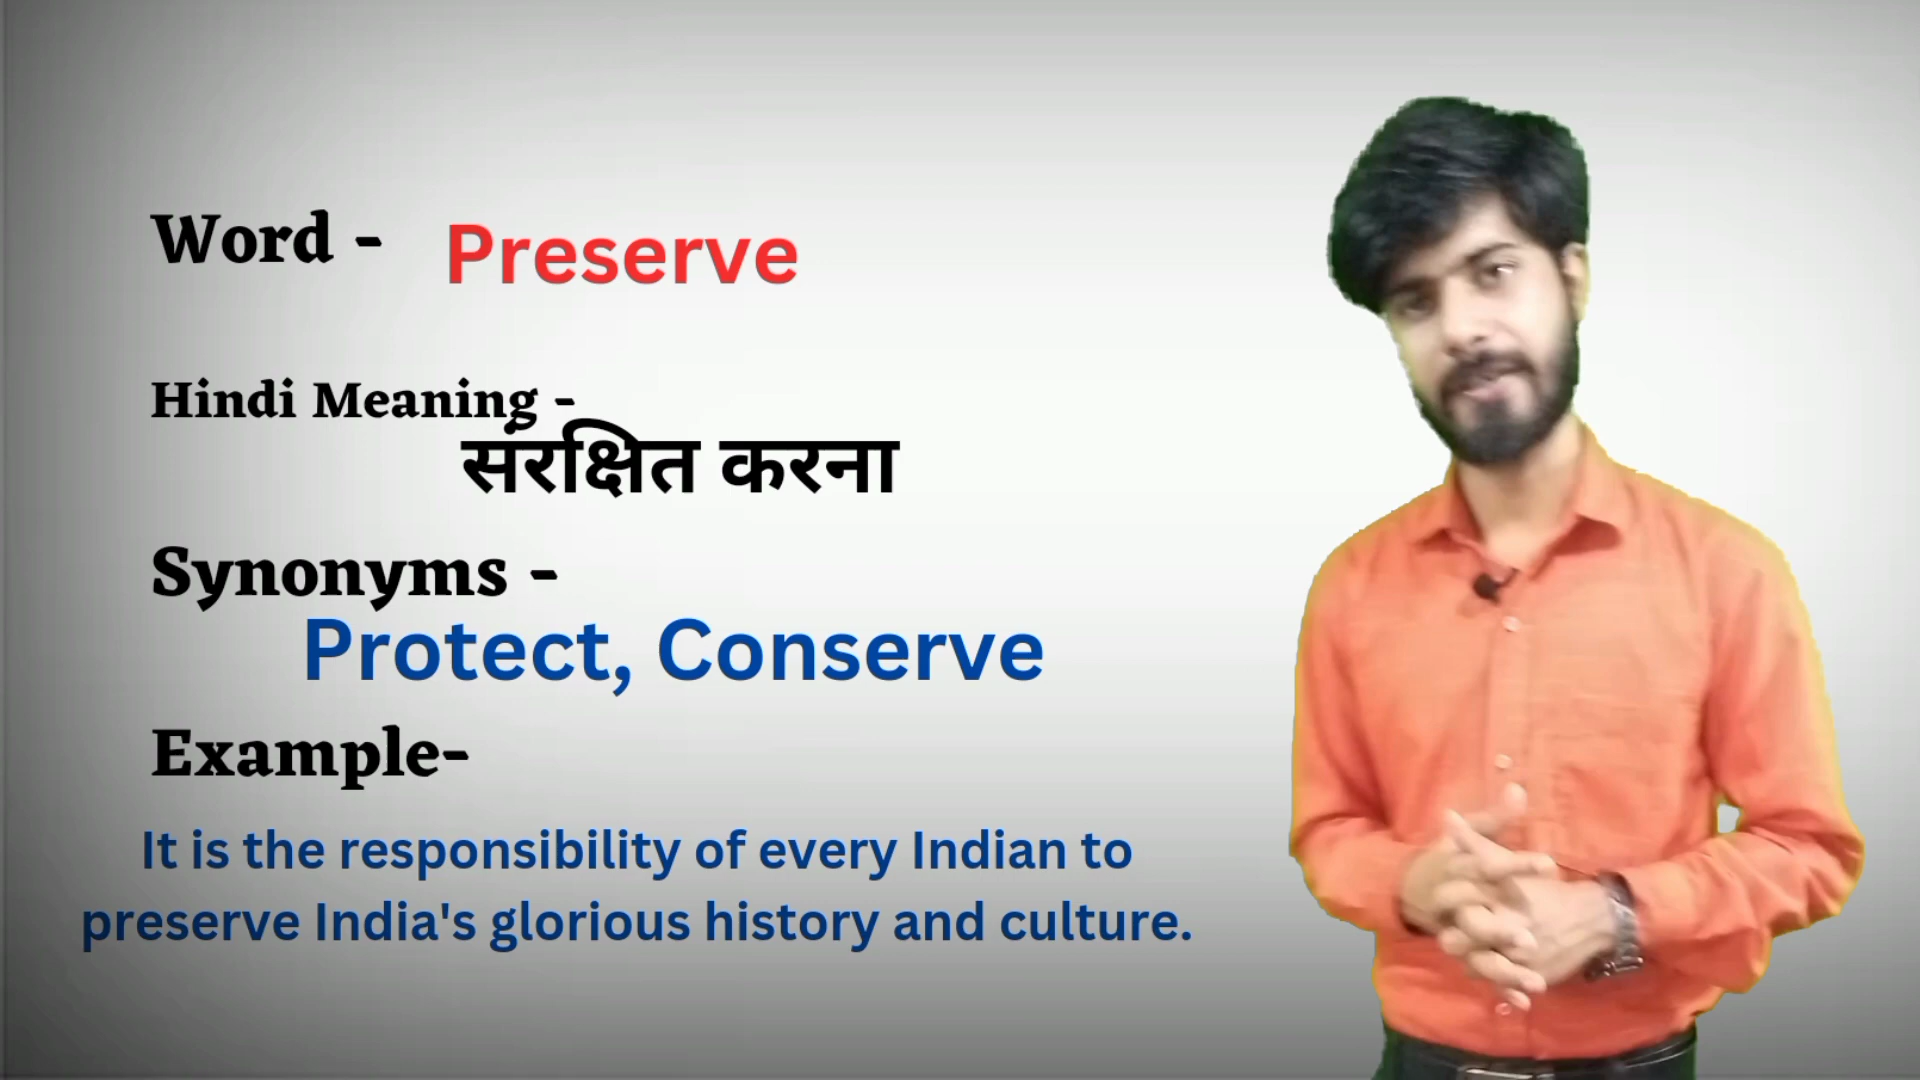 Word - Preserve
Hindi Meaning -
संरक्षित करना
Synonyms -
Protect, Conserve
Example-
It is the responsibility of every Indian to
preserve India's glorious history and culture.